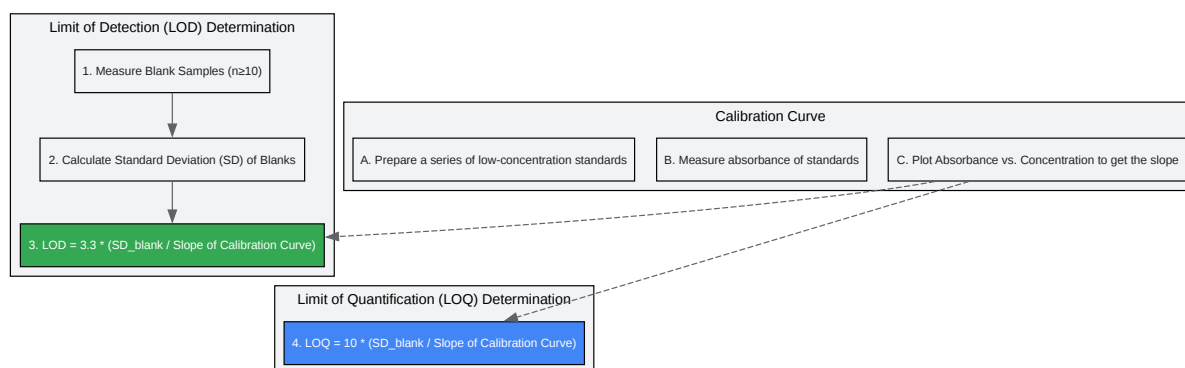 Limit of Detection (LOD) Determination
1. Measure Blank Samples (n≥10)
2. Calculate Standard Deviation (SD) of Blanks
3. LOD = 3.3 * (SD_blank / Slope of Calibration Curve)
Calibration Curve
A. Prepare a series of low-concentration standards
B. Measure absorbance of standards
C. Plot Absorbance vs. Concentration to get the slope
Limit of Quantification (LOQ) Determination
4. LOQ = 10 * (SD_blank / Slope of Calibration Curve)